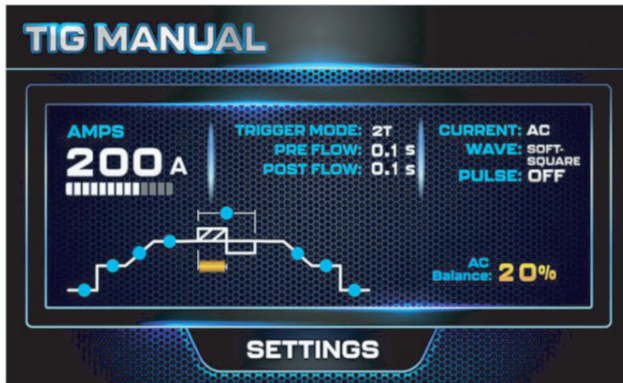 TIG MANUAL
AMPS
200 A
TRIGGER MODE: 2T
PRE FLOW: 0.1 s
POST FLOW: 0.1 s
CURRENT: AC
WAVE: SOFT-
SQUARE
PULSE: OFF
AC
Balance: 20%
SETTINGS